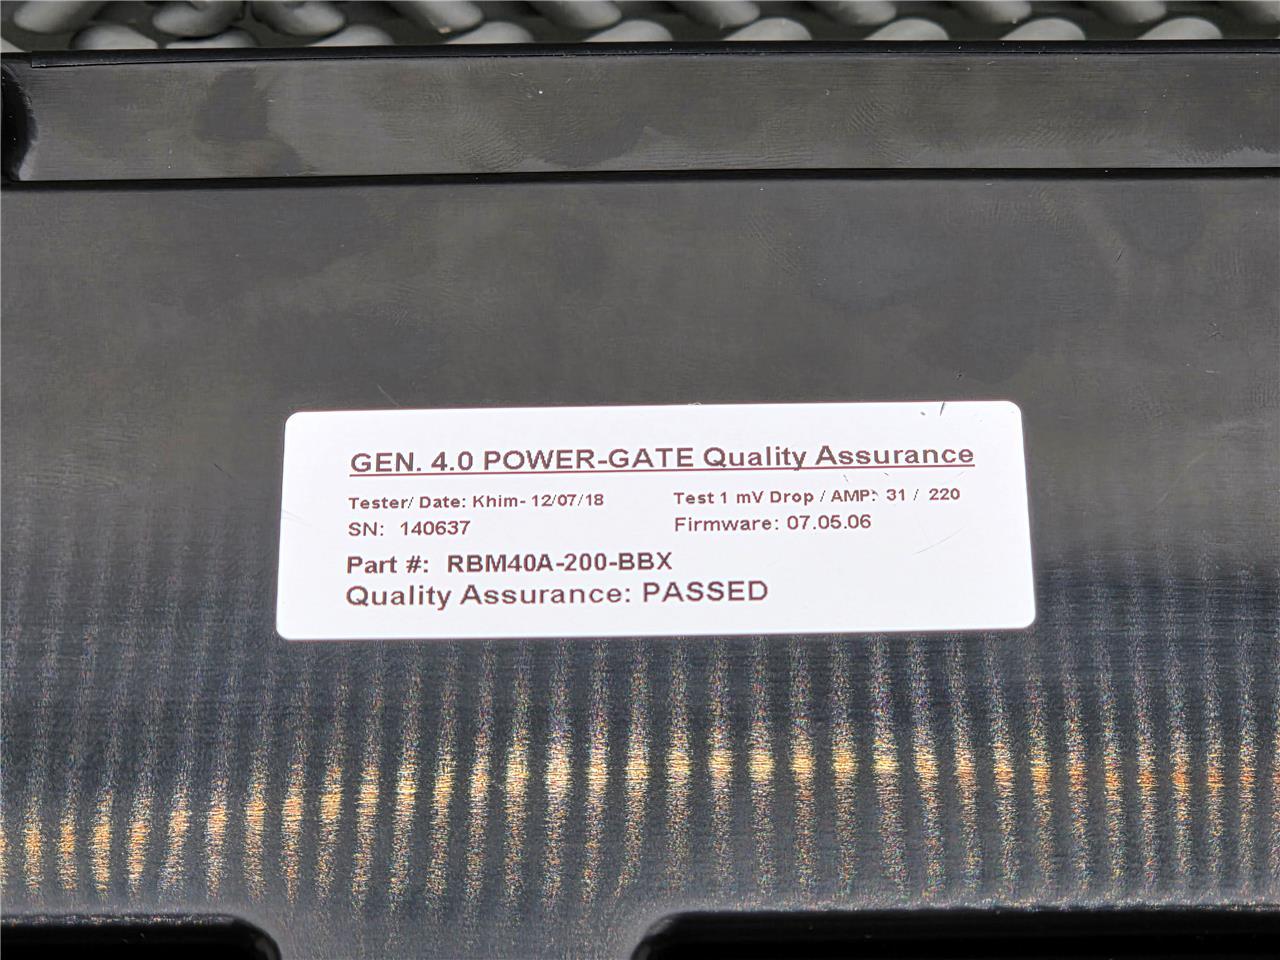 GEN. 4.0 POWER-GATE Quality Assurance
Tester/ Date: Khim- 12/07/18 Test 1 mV Drop / AMP: 31 / 220
SN: 140637 Firmware: 07.05.06
Part #: RBM40A-200-BBX
Quality Assurance: PASSED